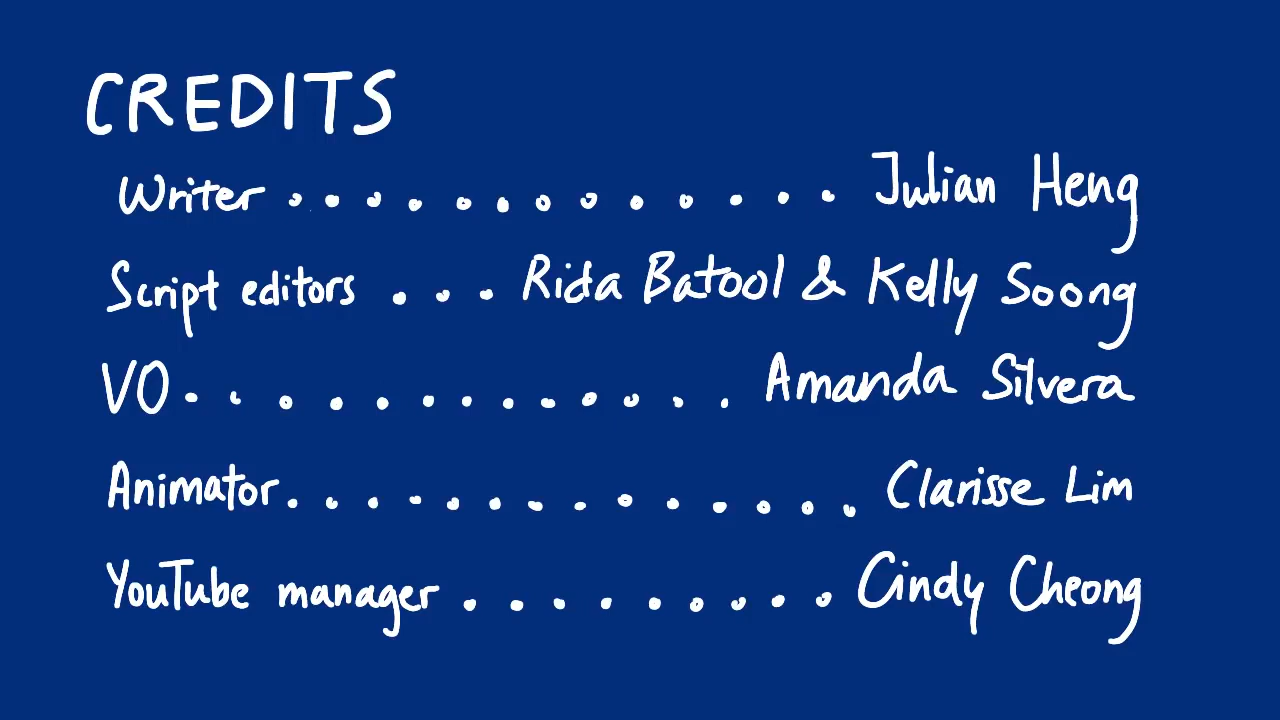 CREDITS
Writer . . . . . . . . . . . . Julian Heng
Script editors . . . Rida Batool & Kelly Soong
VO . . . . . . . . . . . . Amanda Silvera
Animator . . . . . . . . . . . . . . Clarisse Lim
YouTube manager . . . . . . . . . Cindy Cheong